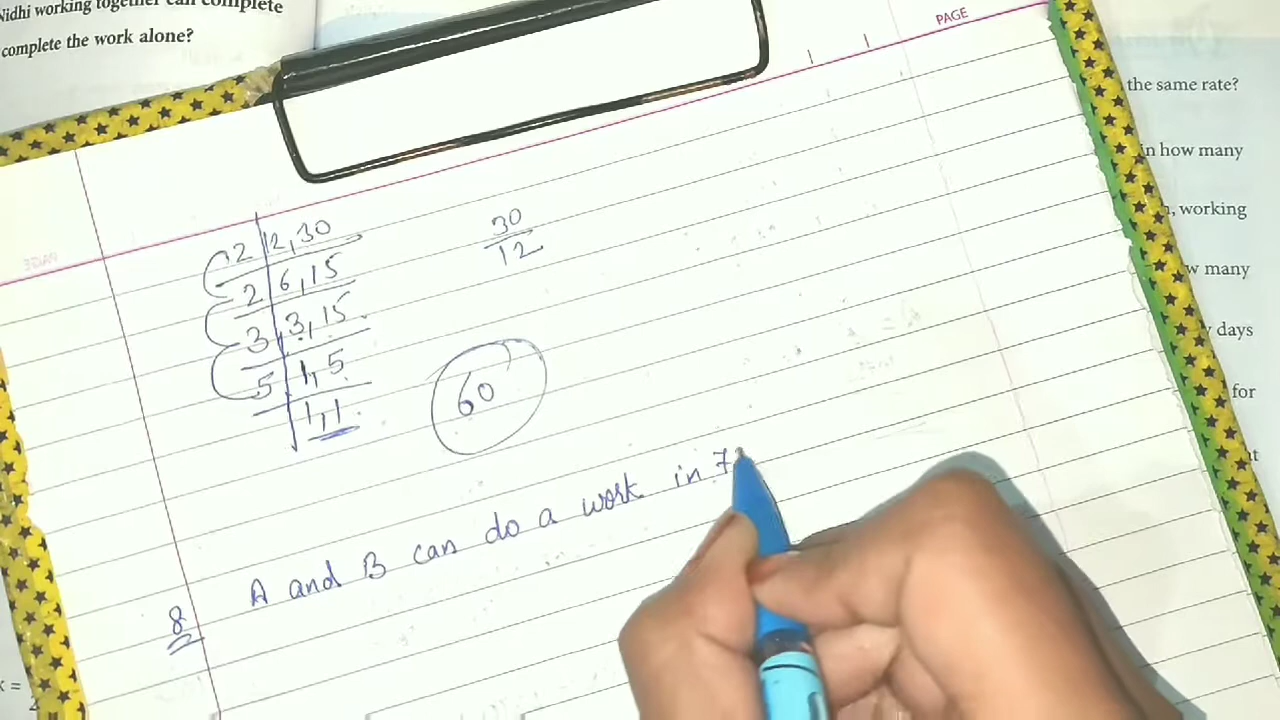 Nidhi working together can complete
complete the work alone?
PAGE
the same rate?
in how many
, working
w many
days
for
2 12,30
2 6,15
3 3,15
5 1,5
1,1
30
12
60
8 A and B can do a work in 7